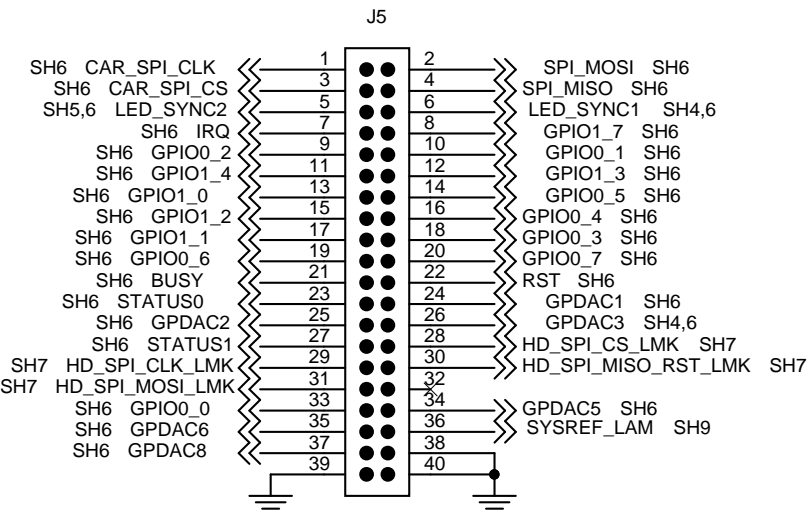 J5
SH6 CAR_SPI_CLK 1 2 SPI_MOSI SH6
SH6 CAR_SPI_CS 3 4 SPI_MISO SH6
SH5,6 LED_SYNC2 5 6 LED_SYNC1 SH4,6
SH6 IRQ 7 8 GPIO1_7 SH6
SH6 GPIO0_2 9 10 GPIO0_1 SH6
SH6 GPIO1_4 11 12 GPIO1_3 SH6
SH6 GPIO1_0 13 14 GPIO0_5 SH6
SH6 GPIO1_2 15 16 GPIO0_4 SH6
SH6 GPIO1_1 17 18 GPIO0_3 SH6
SH6 GPIO0_6 19 20 GPIO0_7 SH6
SH6 BUSY 21 22 RST SH6
SH6 STATUS0 23 24 GPDAC1 SH6
SH6 GPDAC2 25 26 GPDAC3 SH4,6
SH6 STATUS1 27 28 HD_SPI_CS_LMK SH7
SH7 HD_SPI_CLK_LMK 29 30 HD_SPI_MISO_RST_LMK SH7
SH7 HD_SPI_MOSI_LMK 31 32
SH6 GPIO0_0 33 34 GPDAC5 SH6
SH6 GPDAC6 35 36 SYSREF_LAM SH9
SH6 GPDAC8 37 38
39 40